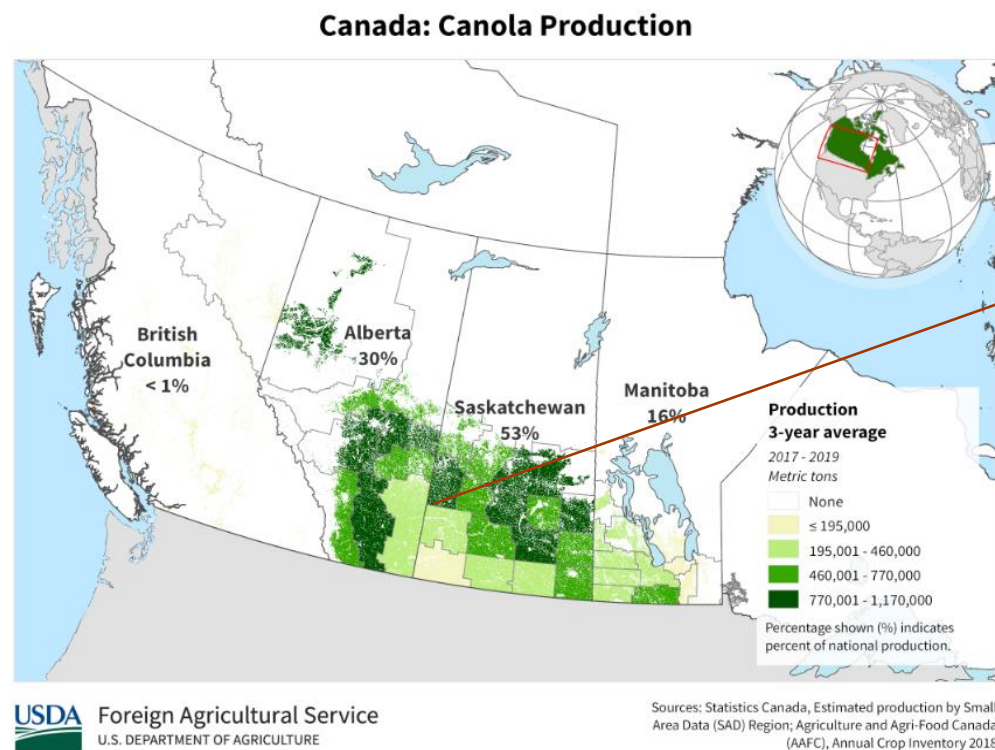 Canada: Canola Production
British
Columbia
< 1%
Alberta
30%
Saskatchewan
53%
Manitoba
16%
Production
3-year average
2017 - 2019
Metric tons
None
≤ 195,000
195,001 - 460,000
460,001 - 770,000
770,001 - 1,170,000
Percentage shown (%) indicates
percent of national production.
USDA
Foreign Agricultural Service
U.S. DEPARTMENT OF AGRICULTURE
Sources: Statistics Canada, Estimated production by Small
Area Data (SAD) Region; Agriculture and Agri-Food Canada
(AAFC), Annual Crop Inventory 2018